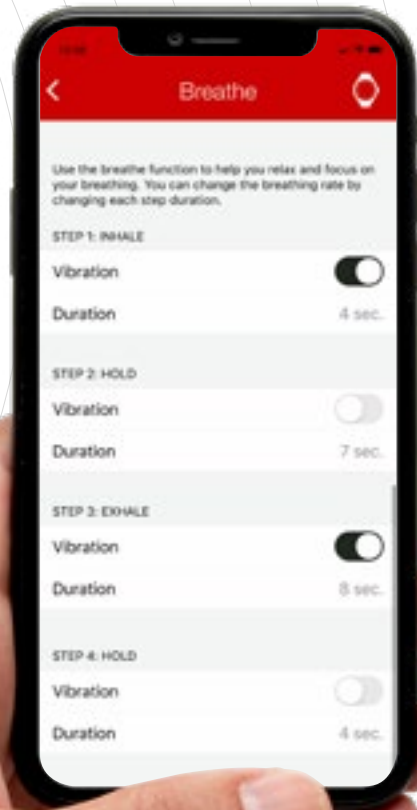 Breathe
Use the breathe function to help you relax and focus on
your breathing. You can change the breathing rate by
changing each step duration.
STEP 1: INHALE
Vibration
Duration 4 sec.
STEP 2: HOLD
Vibration
Duration 7 sec.
STEP 3: EXHALE
Vibration
Duration 8 sec.
STEP 4: HOLD
Vibration
Duration 4 sec.